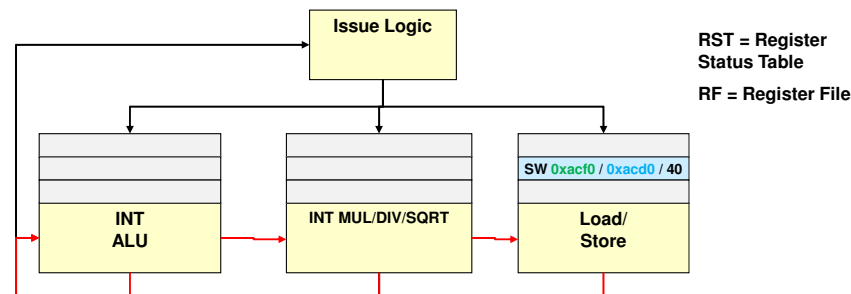 Issue Logic
RST = Register
Status Table
RF = Register File
SW 0xacf0 / 0xacd0 / 40
INT
ALU
INT MUL/DIV/SQRT
Load/
Store